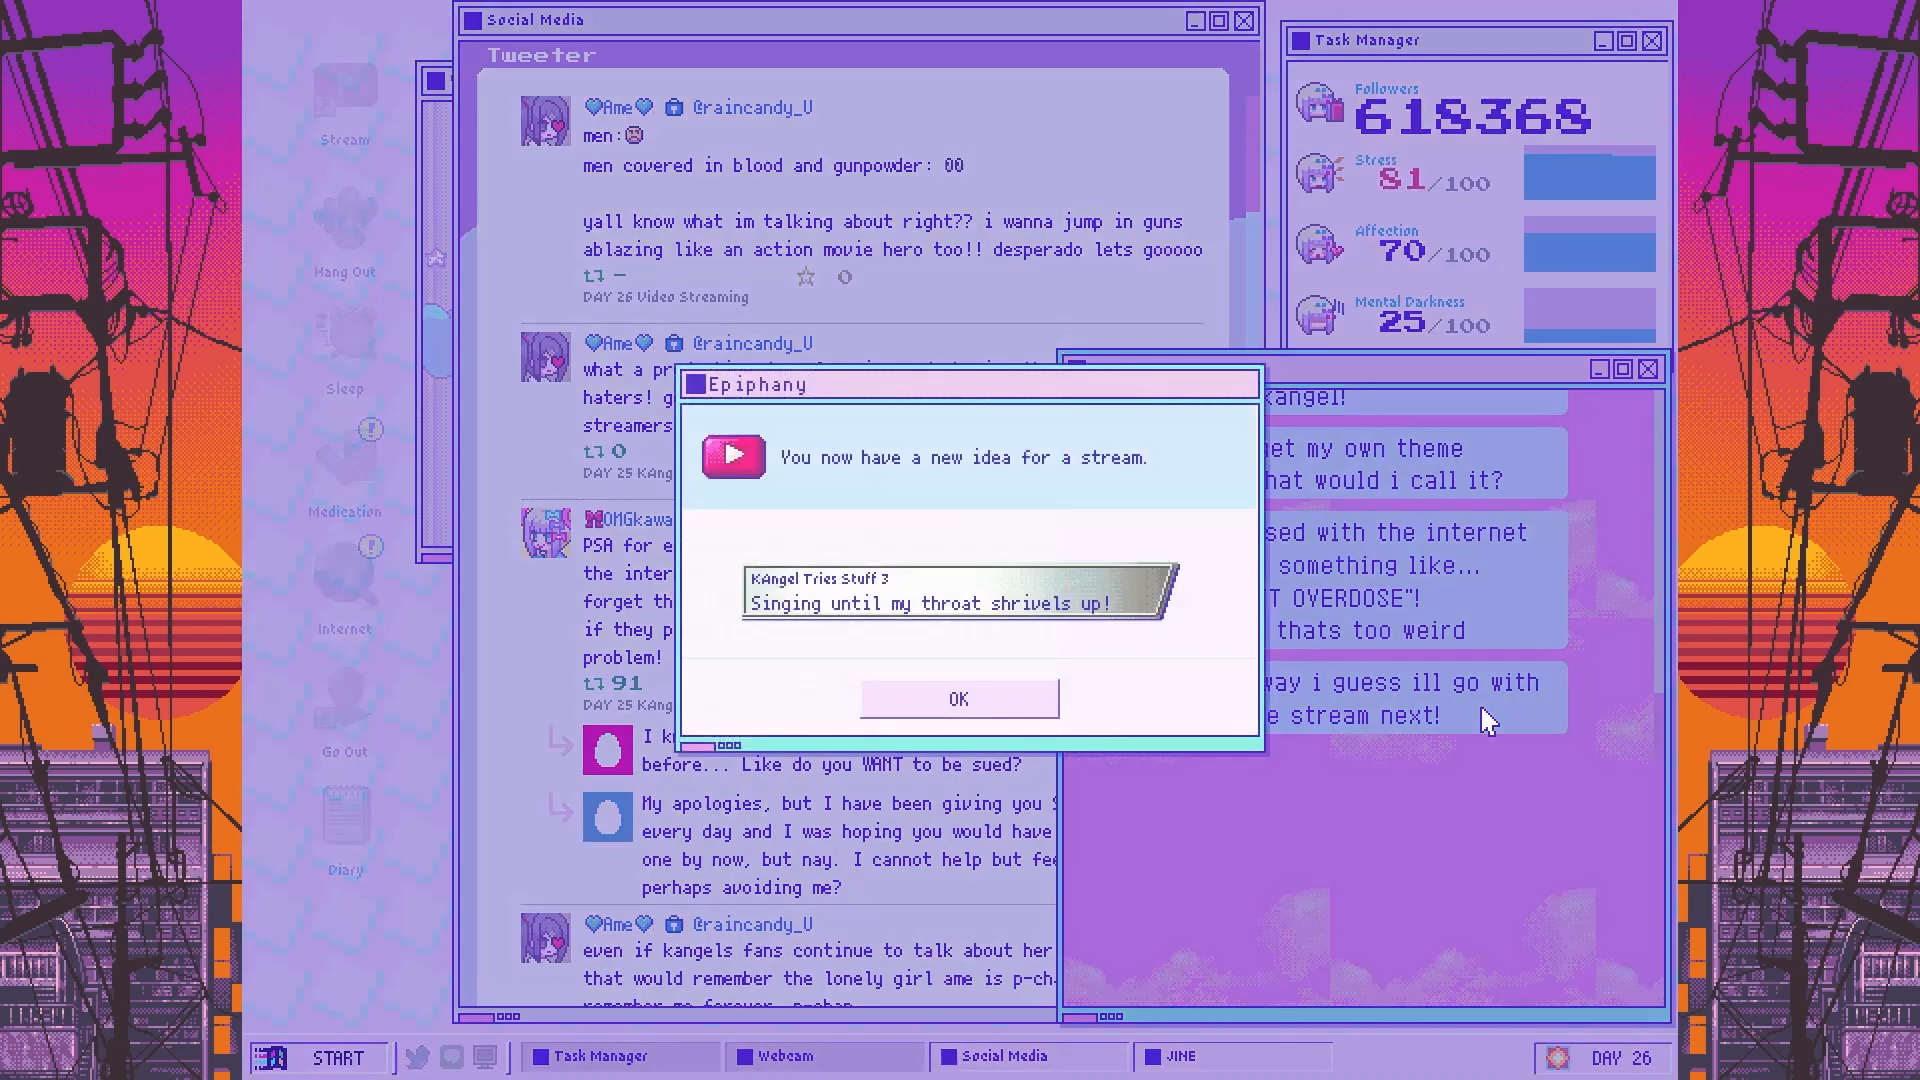 Social Media
Tweeter
Ame @raincandy_U
men:
men covered in blood and gunpowder: 00
yall know what im talking about right?? i wanna jump in guns
ablazing like an action movie hero too!! desperado lets gooooo
0
DAY 26 Video Streaming
Ame @raincandy_U
what a pr
haters! g
streamers
0
DAY 25 KAng
OMGkawa
PSA for e
the inter
forget th
if they p
problem!
91
DAY 25 KAng
I k
before... Like do you WANT to be sued?
My apologies, but I have been giving you
every day and I was hoping you would have
one by now, but nay. I cannot help but fee
perhaps avoiding me?
Ame @raincandy_U
even if kangels fans continue to talk about her
that would remember the lonely girl ame is p-ch
remember me forever, p-chan
Stream
Hang Out
Sleep
Medication
Internet
Go Out
Diary
Task Manager
Followers
618368
Stress
81/100
Affection
70/100
Mental Darkness
25/100
Epiphany
You now have a new idea for a stream.
KAngel Tries Stuff 3
Singing until my throat shrivels up!
OK
kangel!
get my own theme
hat would i call it?
sed with the internet
something like...
T OVERDOSE"!
thats too weird
way i guess ill go with
e stream next!
START
Task Manager
Webcam
Social Media
JINE
DAY 26